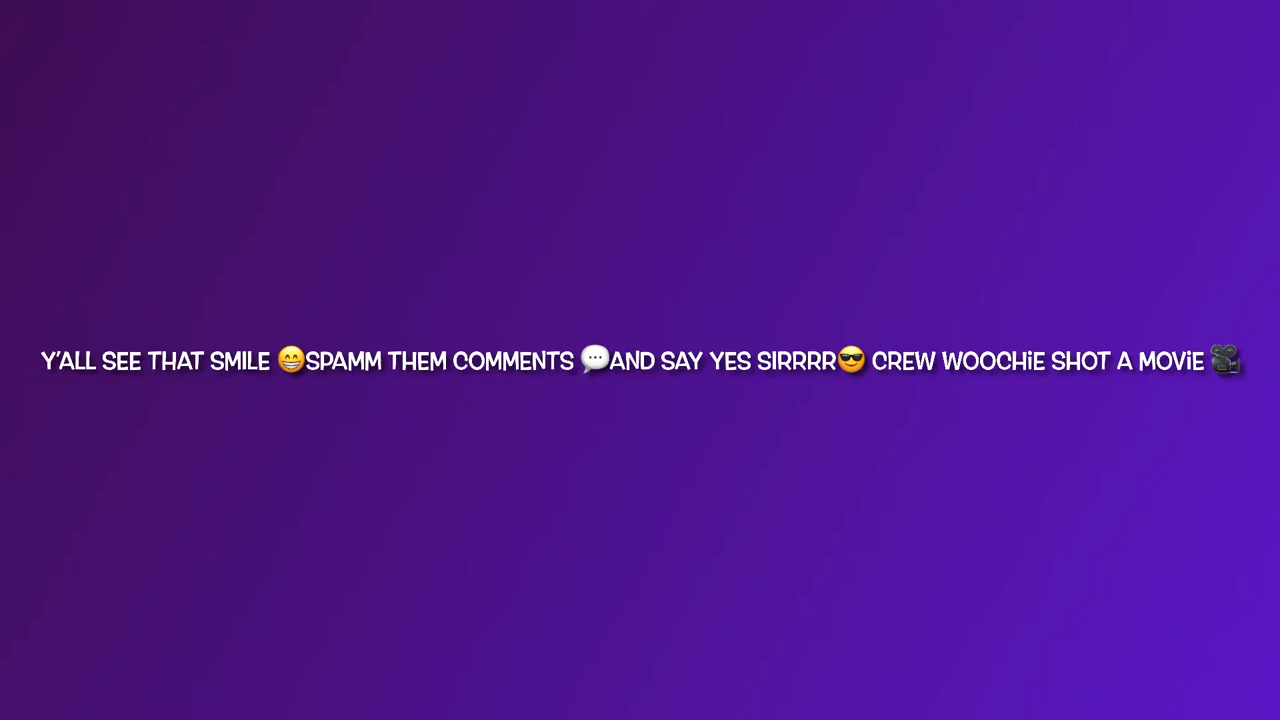 Y'ALL SEE THAT SMILE 😁SPAMM THEM COMMENTS 💬AND SAY YES SIRRRR😎 CREW WOOCHiE SHOT A MOViE 🎥